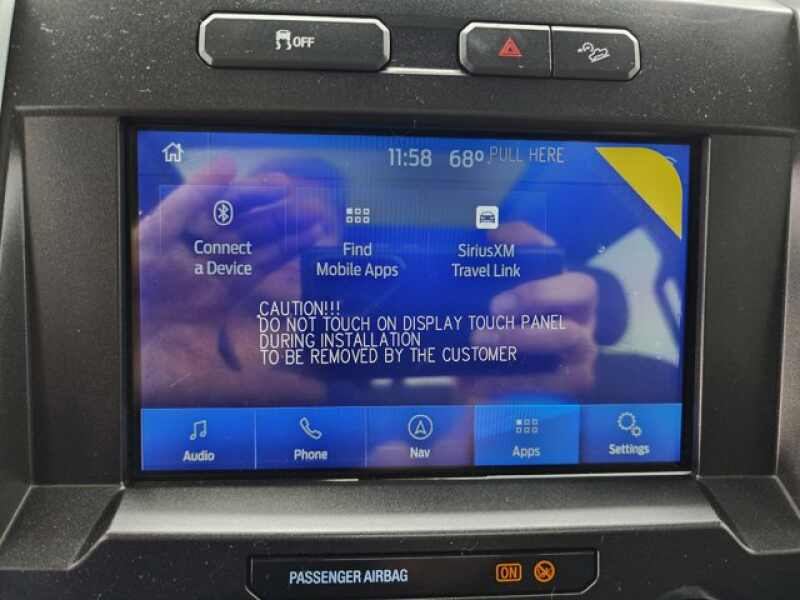 OFF
11:58 68° PULL HERE
Connect
a Device
Find
Mobile Apps
SiriusXM
Travel Link
CAUTION!!!
DO NOT TOUCH ON DISPLAY TOUCH PANEL
DURING INSTALLATION
TO BE REMOVED BY THE CUSTOMER
Audio Phone Nav Apps Settings
PASSENGER AIRBAG ON